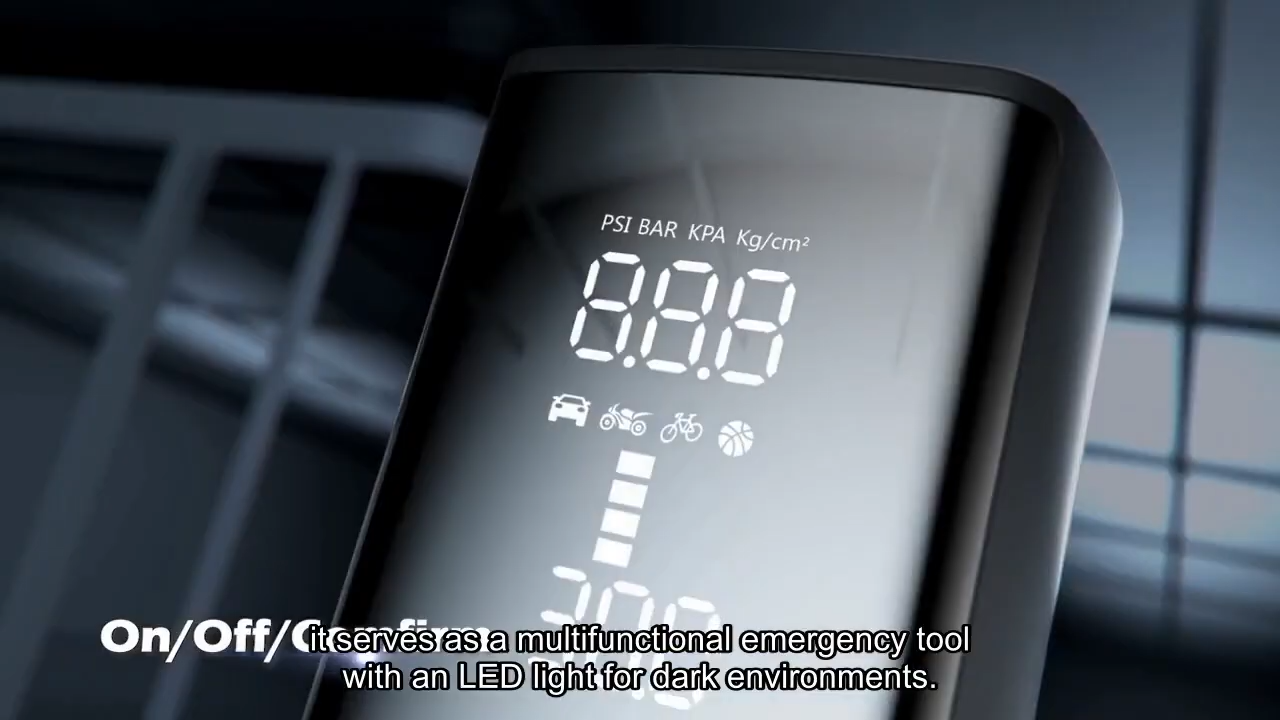 PSI BAR KPA Kg/cm²
8.8.8
On/Off/Confirm
it serves as a multifunctional emergency tool
with an LED light for dark environments.